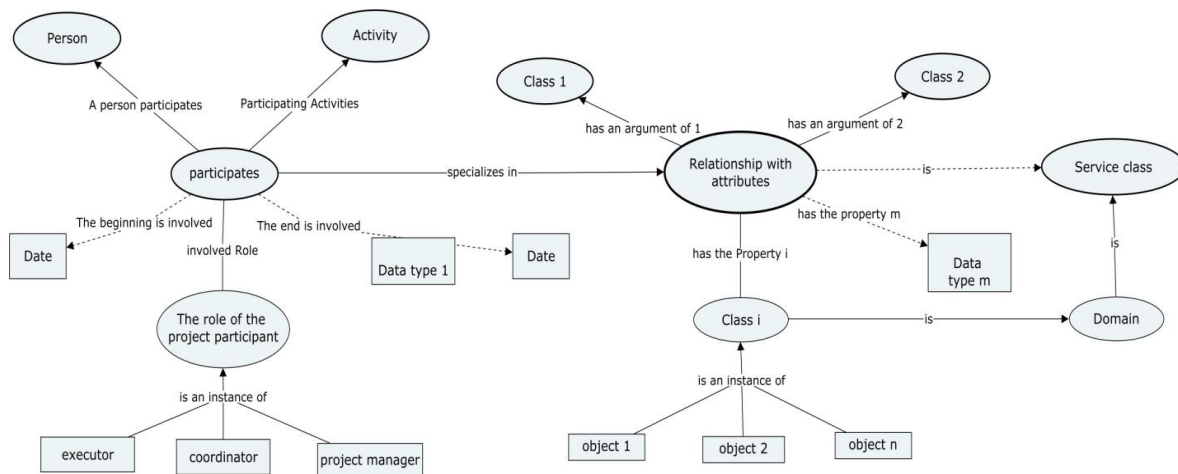 Person
Activity
Class 1
Class 2
A person participates
Participating Activities
has an argument of 1
has an argument of 2
participates
specializes in
Relationship with
attributes
is
Service class
The beginning is involved
The end is involved
has the property m
involved Role
has the Property i
is
Date
Data type 1
Date
Data
type m
The role of the
project participant
Class i
is
Domain
is an instance of
is an instance of
executor
coordinator
project manager
object 1
object 2
object n